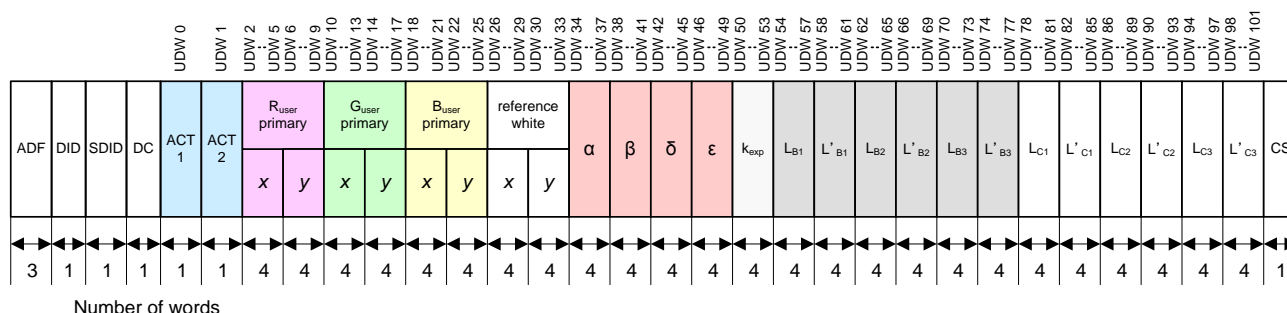 UDW 0
UDW 1
UDW 2 UDW 5
UDW 6 UDW 9
UDW 10 UDW 13
UDW 14 UDW 17
UDW 18 UDW 21
UDW 22 UDW 25
UDW 26 UDW 29
UDW 30 UDW 33
UDW 34 UDW 37
UDW 38 UDW 41
UDW 42 UDW 45
UDW 46 UDW 49
UDW 50 UDW 53
UDW 54 UDW 57
UDW 58 UDW 61
UDW 62 UDW 65
UDW 66 UDW 69
UDW 70 UDW 73
UDW 74 UDW 77
UDW 78 UDW 81
UDW 82 UDW 85
UDW 86 UDW 89
UDW 90 UDW 93
UDW 94 UDW 97
UDW 98 UDW 101
ADF DID SDID DC
ACT
1
ACT
2
Ruser
primary
Guser
primary
Buser
primary
reference
white
x y x y x y x y
α β δ ε kexp LB1 L'B1 LB2 L'B2 LB3 L'B3 LC1 L'C1 LC2 L'C2 LC3 L'C3 CS
3 1 1 1 1 1 4 4 4 4 4 4 4 4 4 4 4 4 4 4 4 4 4 4 4 4 4 4 4 4 4 1
Number of words